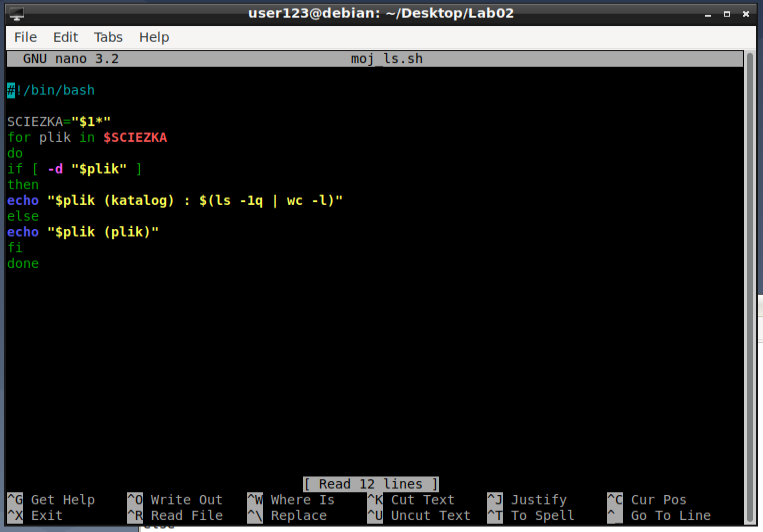 user123@debian: ~/Desktop/Lab02
File Edit Tabs Help
GNU nano 3.2 moj_ls.sh
#!/bin/bash
SCIEZKA="$1*"
for plik in $SCIEZKA
do
if [ -d "$plik" ]
then
echo "$plik (katalog) : $(ls -1q | wc -l)"
else
echo "$plik (plik)"
fi
done
[ Read 12 lines ]
^G Get Help ^O Write Out ^W Where Is ^K Cut Text ^J Justify ^C Cur Pos
^X Exit ^R Read File ^\ Replace ^U Uncut Text ^T To Spell ^_ Go To Line